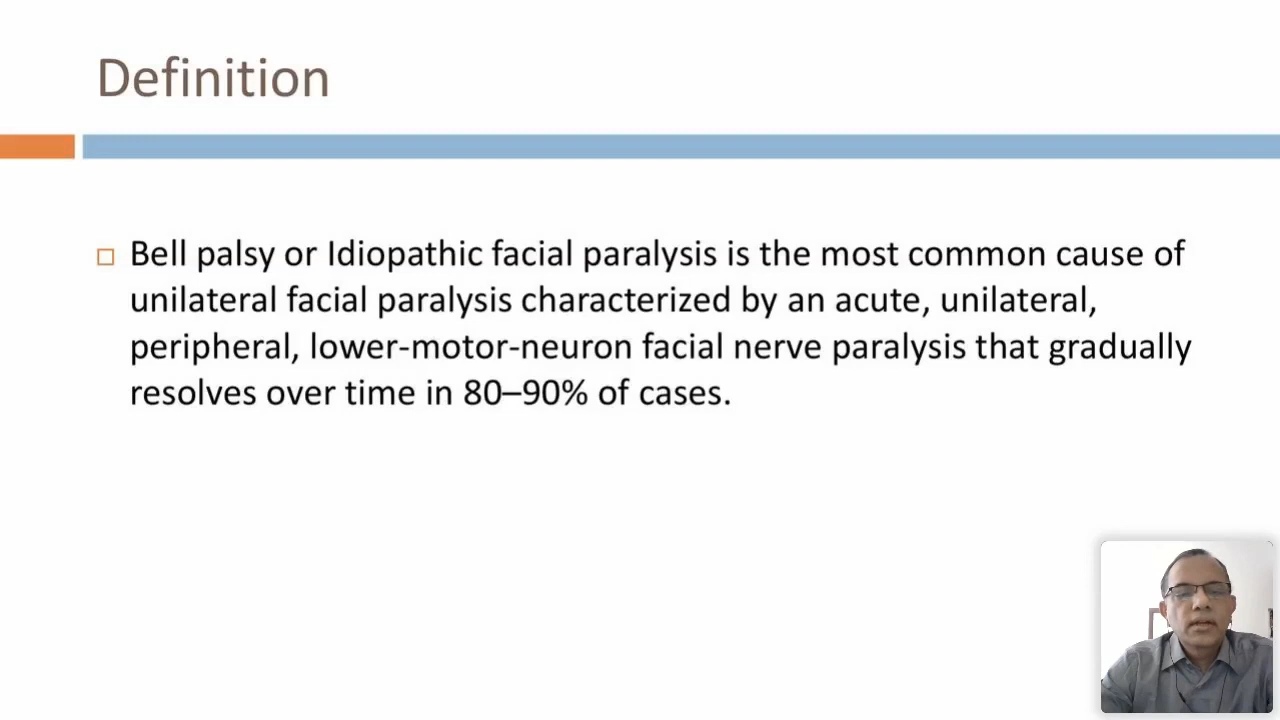 Definition
Bell palsy or Idiopathic facial paralysis is the most common cause of
unilateral facial paralysis characterized by an acute, unilateral,
peripheral, lower-motor-neuron facial nerve paralysis that gradually
resolves over time in 80–90% of cases.